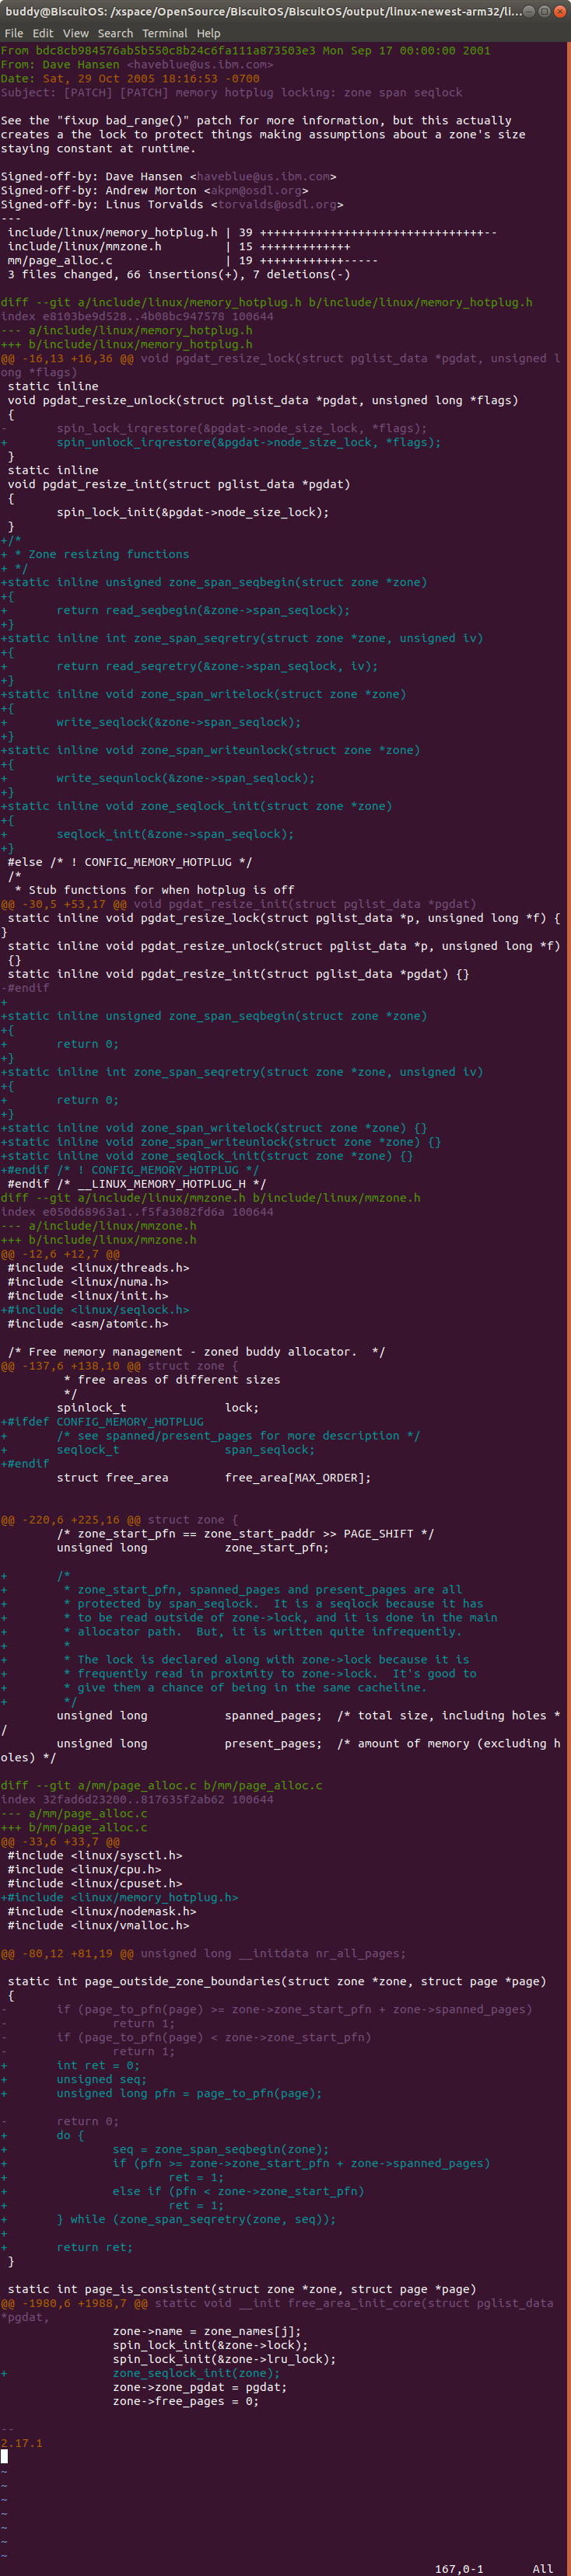 buddy@BiscuitOS: /xspace/OpenSource/BiscuitOS/BiscuitOS/output/linux-newest-arm32/li...
File Edit View Search Terminal Help
From bdc8cb984576ab5b550c8b24c6fa111a873503e3 Mon Sep 17 00:00:00 2001
From: Dave Hansen <haveblue@us.ibm.com>
Date: Sat, 29 Oct 2005 18:16:53 -0700
Subject: [PATCH] [PATCH] memory hotplug locking: zone span seqlock

See the "fixup bad_range()" patch for more information, but this actually
creates a the lock to protect things making assumptions about a zone's size
staying constant at runtime.

Signed-off-by: Dave Hansen <haveblue@us.ibm.com>
Signed-off-by: Andrew Morton <akpm@osdl.org>
Signed-off-by: Linus Torvalds <torvalds@osdl.org>
---
 include/linux/memory_hotplug.h | 39 ++++++++++++++++++++++++++++++++--
 include/linux/mmzone.h         | 15 +++++++++++++
 mm/page_alloc.c                | 19 ++++++++++++-----
 3 files changed, 66 insertions(+), 7 deletions(-)

diff --git a/include/linux/memory_hotplug.h b/include/linux/memory_hotplug.h
index e8103be9d528..4b08bc947578 100644
--- a/include/linux/memory_hotplug.h
+++ b/include/linux/memory_hotplug.h
@@ -16,13 +16,36 @@ void pgdat_resize_lock(struct pglist_data *pgdat, unsigned l
ong *flags)
 static inline
 void pgdat_resize_unlock(struct pglist_data *pgdat, unsigned long *flags)
 {
-       spin_lock_irqrestore(&pgdat->node_size_lock, *flags);
+       spin_unlock_irqrestore(&pgdat->node_size_lock, *flags);
 }
 static inline
 void pgdat_resize_init(struct pglist_data *pgdat)
 {
        spin_lock_init(&pgdat->node_size_lock);
 }
+/*
+ * Zone resizing functions
+ */
+static inline unsigned zone_span_seqbegin(struct zone *zone)
+{
+       return read_seqbegin(&zone->span_seqlock);
+}
+static inline int zone_span_seqretry(struct zone *zone, unsigned iv)
+{
+       return read_seqretry(&zone->span_seqlock, iv);
+}
+static inline void zone_span_writelock(struct zone *zone)
+{
+       write_seqlock(&zone->span_seqlock);
+}
+static inline void zone_span_writeunlock(struct zone *zone)
+{
+       write_sequnlock(&zone->span_seqlock);
+}
+static inline void zone_seqlock_init(struct zone *zone)
+{
+       seqlock_init(&zone->span_seqlock);
+}
 #else /* ! CONFIG_MEMORY_HOTPLUG */
 /*
  * Stub functions for when hotplug is off
@@ -30,5 +53,17 @@ void pgdat_resize_init(struct pglist_data *pgdat)
 static inline void pgdat_resize_lock(struct pglist_data *p, unsigned long *f) {
}
 static inline void pgdat_resize_unlock(struct pglist_data *p, unsigned long *f)
 {}
 static inline void pgdat_resize_init(struct pglist_data *pgdat) {}
-#endif
+
+static inline unsigned zone_span_seqbegin(struct zone *zone)
+{
+       return 0;
+}
+static inline int zone_span_seqretry(struct zone *zone, unsigned iv)
+{
+       return 0;
+}
+static inline void zone_span_writelock(struct zone *zone) {}
+static inline void zone_span_writeunlock(struct zone *zone) {}
+static inline void zone_seqlock_init(struct zone *zone) {}
+#endif /* ! CONFIG_MEMORY_HOTPLUG */
 #endif /* __LINUX_MEMORY_HOTPLUG_H */
diff --git a/include/linux/mmzone.h b/include/linux/mmzone.h
index e050d68963a1..f5fa3082fd6a 100644
--- a/include/linux/mmzone.h
+++ b/include/linux/mmzone.h
@@ -12,6 +12,7 @@
 #include <linux/threads.h>
 #include <linux/numa.h>
 #include <linux/init.h>
+#include <linux/seqlock.h>
 #include <asm/atomic.h>

 /* Free memory management - zoned buddy allocator.  */
@@ -137,6 +138,10 @@ struct zone {
         * free areas of different sizes
         */
        spinlock_t              lock;
+#ifdef CONFIG_MEMORY_HOTPLUG
+       /* see spanned/present_pages for more description */
+       seqlock_t               span_seqlock;
+#endif
        struct free_area        free_area[MAX_ORDER];


@@ -220,6 +225,16 @@ struct zone {
        /* zone_start_pfn == zone_start_paddr >> PAGE_SHIFT */
        unsigned long           zone_start_pfn;

+       /*
+        * zone_start_pfn, spanned_pages and present_pages are all
+        * protected by span_seqlock.  It is a seqlock because it has
+        * to be read outside of zone->lock, and it is done in the main
+        * allocator path.  But, it is written quite infrequently.
+        *
+        * The lock is declared along with zone->lock because it is
+        * frequently read in proximity to zone->lock.  It's good to
+        * give them a chance of being in the same cacheline.
+        */
        unsigned long           spanned_pages;  /* total size, including holes *
/
        unsigned long           present_pages;  /* amount of memory (excluding h
oles) */

diff --git a/mm/page_alloc.c b/mm/page_alloc.c
index 32fad6d23200..817635f2ab62 100644
--- a/mm/page_alloc.c
+++ b/mm/page_alloc.c
@@ -33,6 +33,7 @@
 #include <linux/sysctl.h>
 #include <linux/cpu.h>
 #include <linux/cpuset.h>
+#include <linux/memory_hotplug.h>
 #include <linux/nodemask.h>
 #include <linux/vmalloc.h>

@@ -80,12 +81,19 @@ unsigned long __initdata nr_all_pages;

 static int page_outside_zone_boundaries(struct zone *zone, struct page *page)
 {
-       if (page_to_pfn(page) >= zone->zone_start_pfn + zone->spanned_pages)
-               return 1;
-       if (page_to_pfn(page) < zone->zone_start_pfn)
-               return 1;
+       int ret = 0;
+       unsigned seq;
+       unsigned long pfn = page_to_pfn(page);

-       return 0;
+       do {
+               seq = zone_span_seqbegin(zone);
+               if (pfn >= zone->zone_start_pfn + zone->spanned_pages)
+                       ret = 1;
+               else if (pfn < zone->zone_start_pfn)
+                       ret = 1;
+       } while (zone_span_seqretry(zone, seq));
+
+       return ret;
 }

 static int page_is_consistent(struct zone *zone, struct page *page)
@@ -1980,6 +1988,7 @@ static void __init free_area_init_core(struct pglist_data
*pgdat,
                zone->name = zone_names[j];
                spin_lock_init(&zone->lock);
                spin_lock_init(&zone->lru_lock);
+               zone_seqlock_init(zone);
                zone->zone_pgdat = pgdat;
                zone->free_pages = 0;

--
2.17.1

~
~
~
~
~
~
~
167,0-1       All